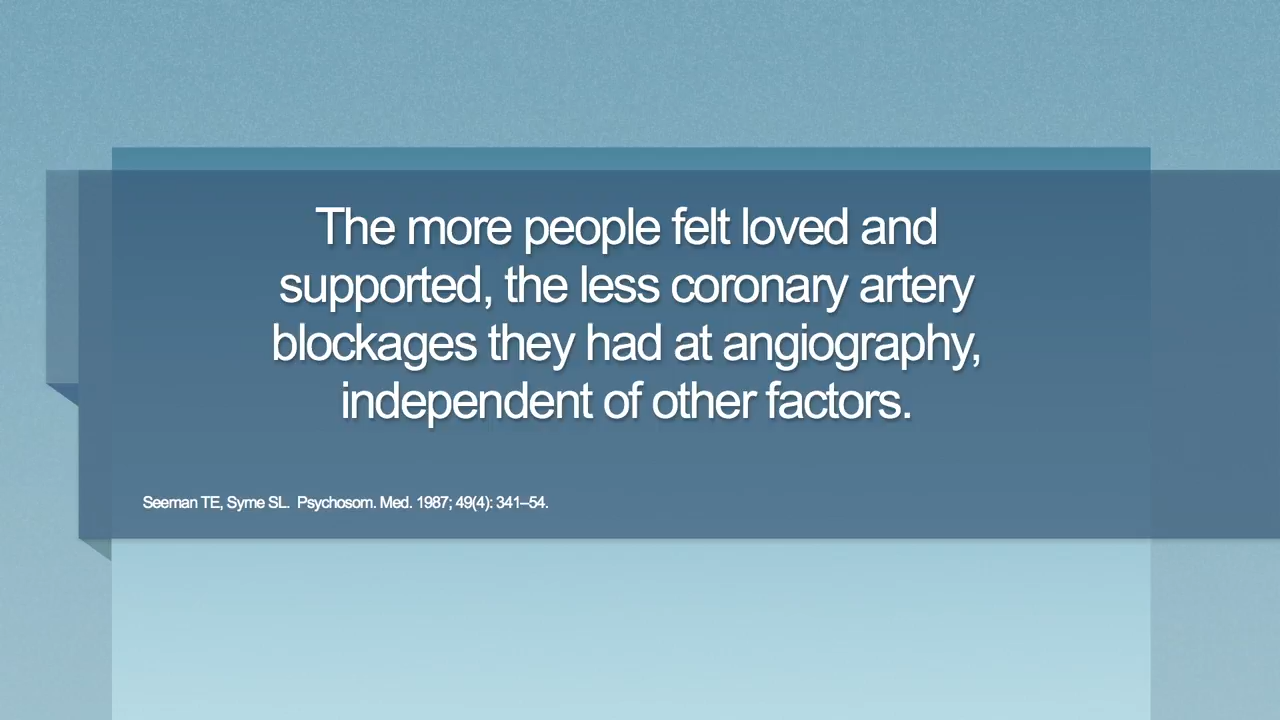 The more people felt loved and
supported, the less coronary artery
blockages they had at angiography,
independent of other factors.
Seeman TE, Syme SL.  Psychosom. Med. 1987; 49(4): 341–54.